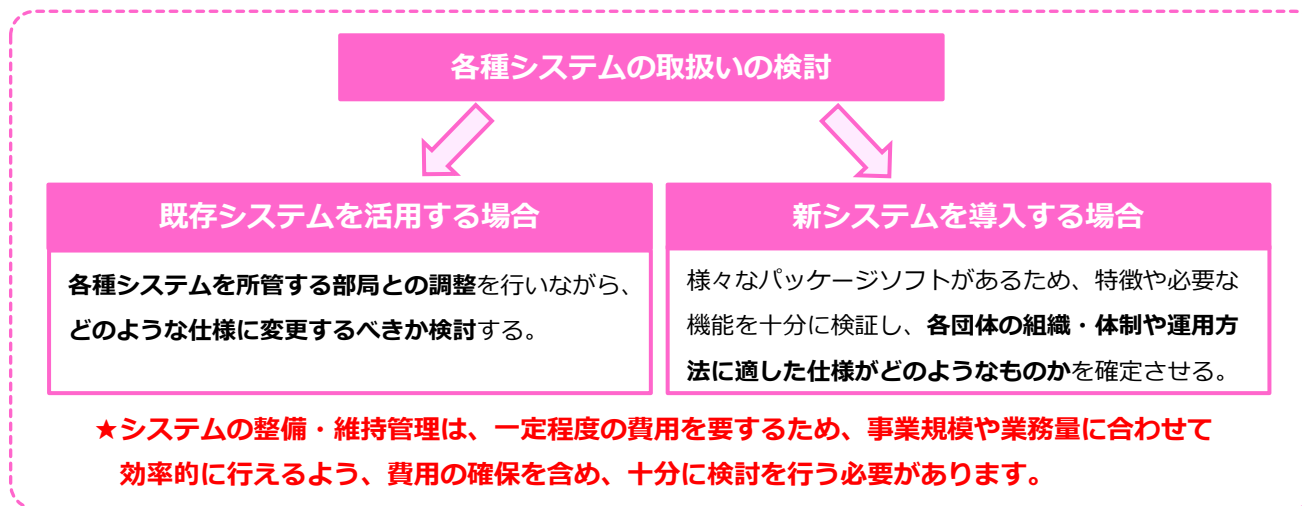 各種システムの取扱いの検討
既存システムを活用する場合
各種システムを所管する部局との調整を行いながら、
どのような仕様に変更するべきか検討する。
新システムを導入する場合
様々なパッケージソフトがあるため、特徴や必要な
機能を十分に検証し、各団体の組織・体制や運用方
法に適した仕様がどのようなものかを確定させる。
★システムの整備・維持管理は、一定程度の費用を要するため、事業規模や業務量に合わせて
効率的に行えるよう、費用の確保を含め、十分に検討を行う必要があります。